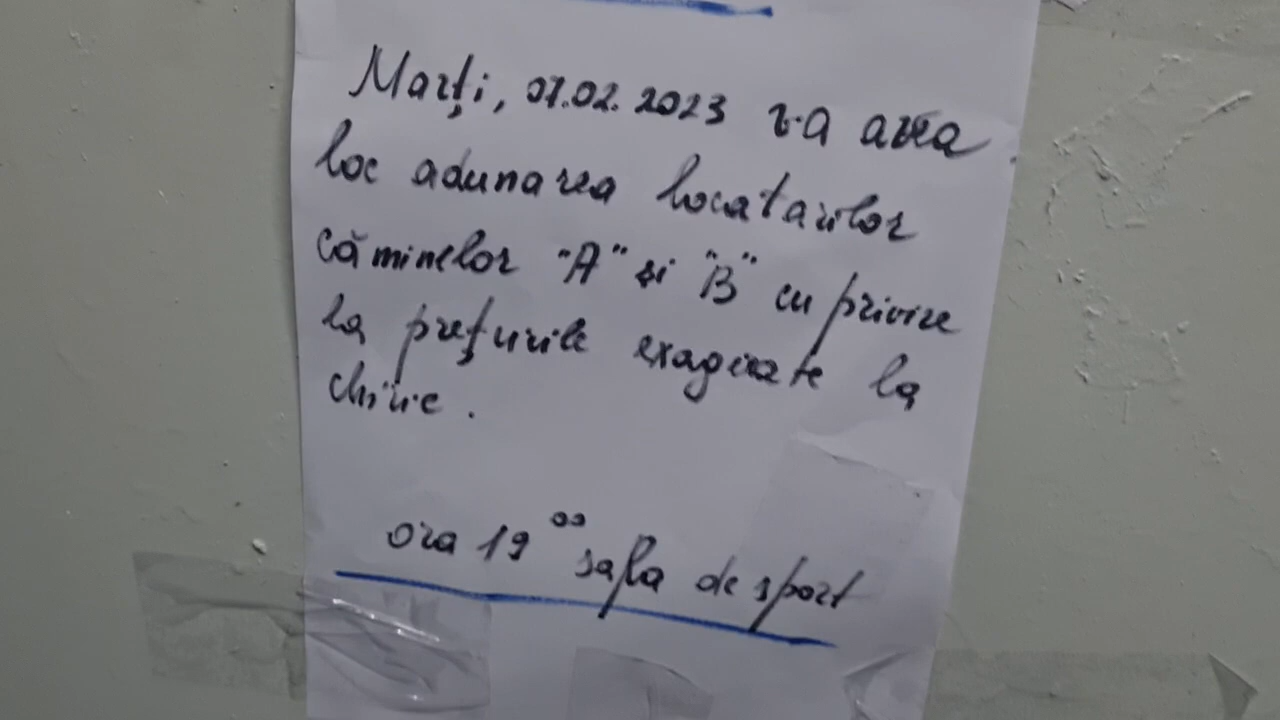 Marți, 07.02.2023 v-a avea
loc adunarea locatarilor
căminelor "A" și "B" cu privire
la prețurile exagerate la
chirie.
ora 19⁰⁰ sala de sport